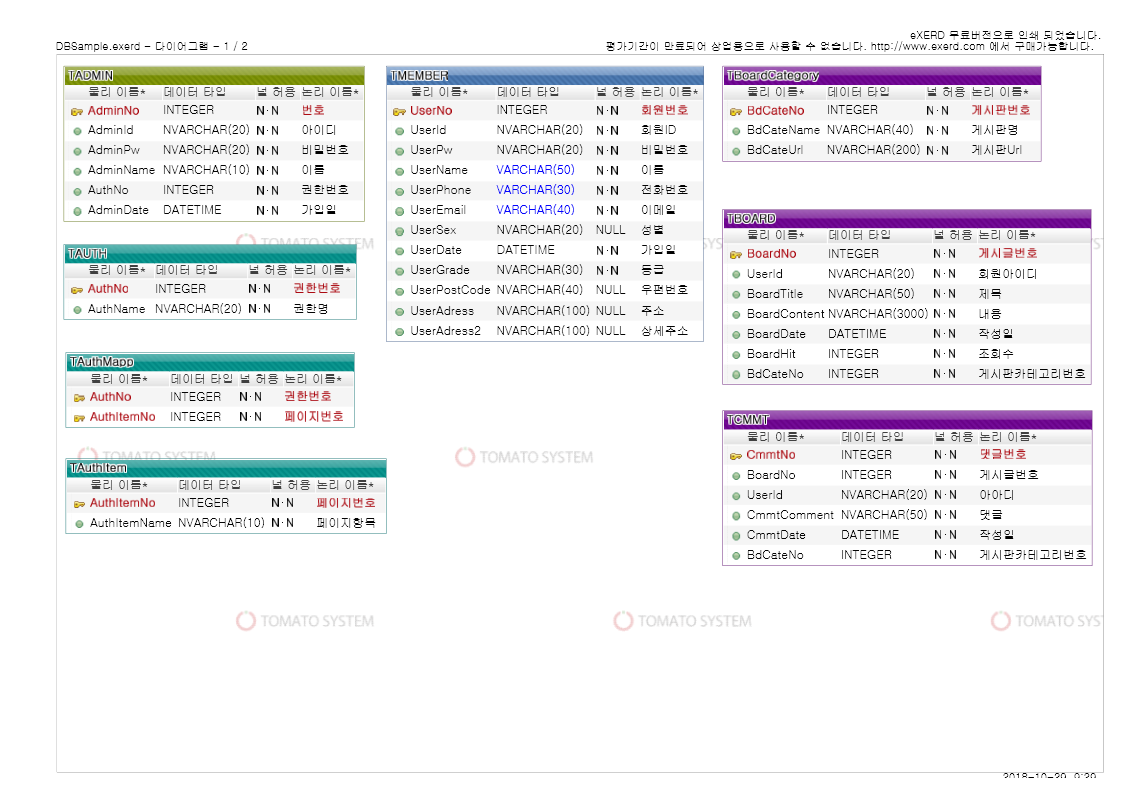 eXERD 무료버전으로 인쇄 되었습니다.
DBSample.exerd - 다이어그램 - 1 / 2
평가기간이 만료되어 상업용으로 사용할 수 없습니다. http://www.exerd.com 에서 구매가능합니다.
TADMIN
물리 이름* 데이터 타입 널 허용 논리 이름*
AdminNo INTEGER N·N 번호
AdminId NVARCHAR(20) N·N 아이디
AdminPw NVARCHAR(20) N·N 비밀번호
AdminName NVARCHAR(10) N·N 이름
AuthNo INTEGER N·N 권한번호
AdminDate DATETIME N·N 가입일
TAUTH
물리 이름* 데이터 타입 널 허용 논리 이름*
AuthNo INTEGER N·N 권한번호
AuthName NVARCHAR(20) N·N 권한명
TAuthMapp
물리 이름* 데이터 타입 널 허용 논리 이름*
AuthNo INTEGER N·N 권한번호
AuthItemNo INTEGER N·N 페이지번호
TAuthItem
물리 이름* 데이터 타입 널 허용 논리 이름*
AuthItemNo INTEGER N·N 페이지번호
AuthItemName NVARCHAR(10) N·N 페이지항목
TMEMBER
물리 이름* 데이터 타입 널 허용 논리 이름*
UserNo INTEGER N·N 회원번호
UserId NVARCHAR(20) N·N 회원ID
UserPw NVARCHAR(20) N·N 비밀번호
UserName VARCHAR(50) N·N 이름
UserPhone VARCHAR(30) N·N 전화번호
UserEmail VARCHAR(40) N·N 이메일
UserSex NVARCHAR(20) NULL 성별
UserDate DATETIME N·N 가입일
UserGrade NVARCHAR(30) N·N 등급
UserPostCode NVARCHAR(40) NULL 우편번호
UserAdress NVARCHAR(100) NULL 주소
UserAdress2 NVARCHAR(100) NULL 상세주소
TBoardCategory
물리 이름* 데이터 타입 널 허용 논리 이름*
BdCateNo INTEGER N·N 게시판번호
BdCateName NVARCHAR(40) N·N 게시판명
BdCateUrl NVARCHAR(200) N·N 게시판Url
TBOARD
물리 이름* 데이터 타입 널 허용 논리 이름*
BoardNo INTEGER N·N 게시글번호
UserId NVARCHAR(20) N·N 회원아이디
BoardTitle NVARCHAR(50) N·N 제목
BoardContent NVARCHAR(3000) N·N 내용
BoardDate DATETIME N·N 작성일
BoardHit INTEGER N·N 조회수
BdCateNo INTEGER N·N 게시판카테고리번호
TCMMT
물리 이름* 데이터 타입 널 허용 논리 이름*
CmmtNo INTEGER N·N 댓글번호
BoardNo INTEGER N·N 게시글번호
UserId NVARCHAR(20) N·N 아아디
CmmtComment NVARCHAR(50) N·N 댓글
CmmtDate DATETIME N·N 작성일
BdCateNo INTEGER N·N 게시판카테고리번호
TOMATO SYSTEM
TOMATO SYSTEM
TOMATO SYSTEM
TOMATO SYSTEM
TOMATO SYSTEM
TOMATO SYS
2018-10-29 9:29